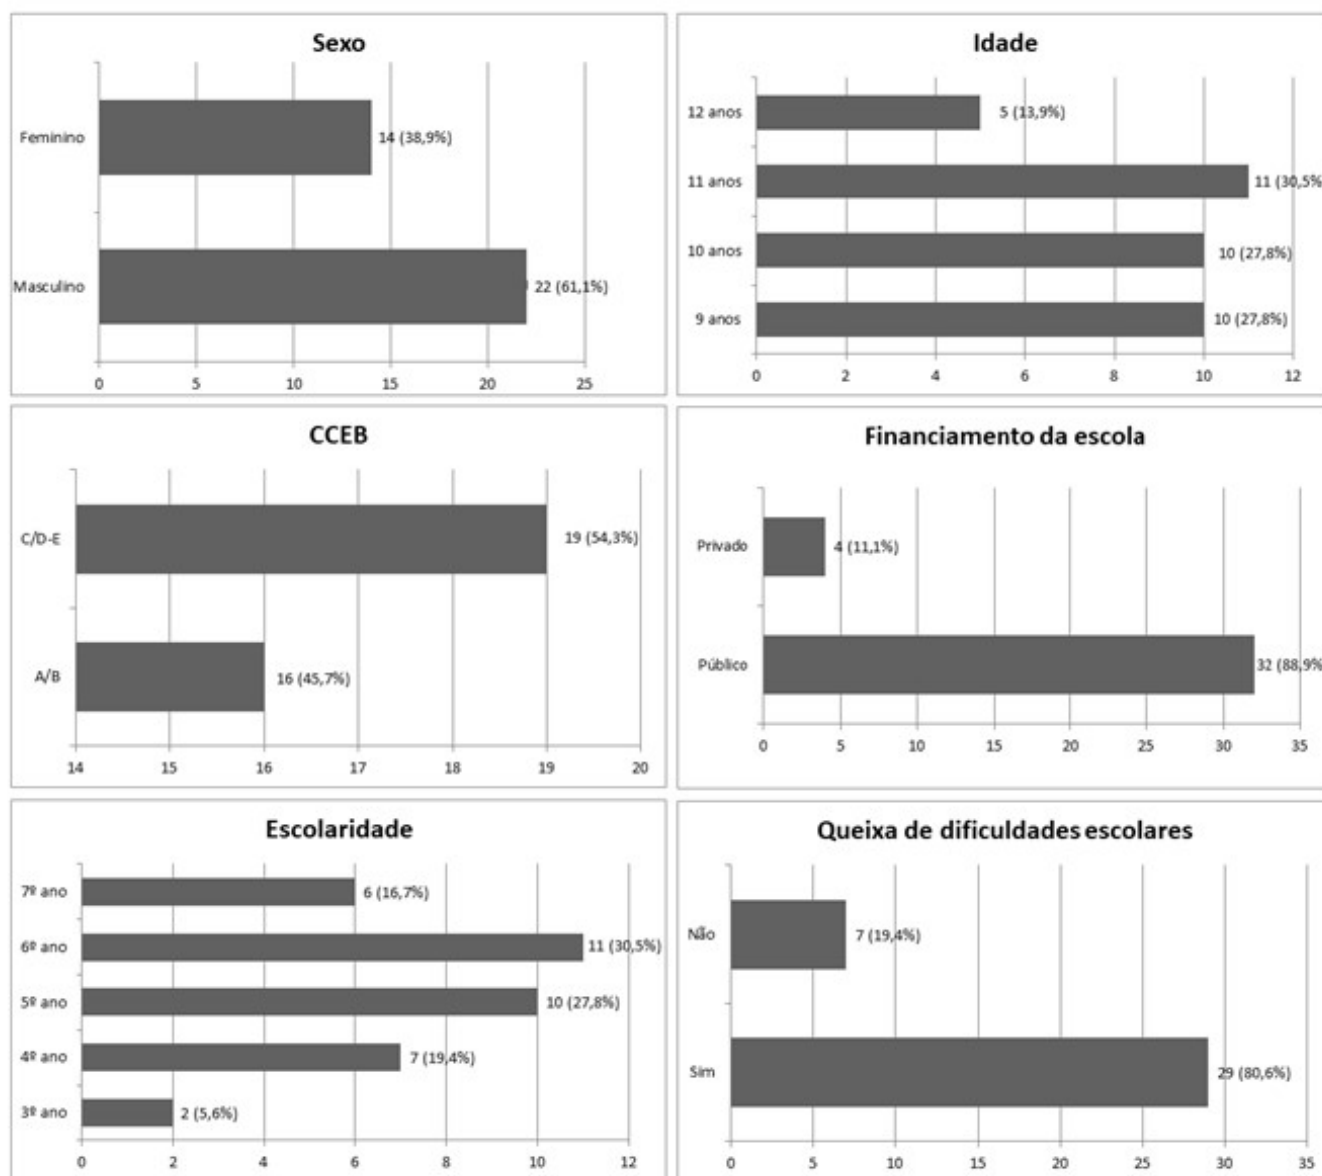 Sexo
Feminino
14 (38,9%)
Masculino
22 (61,1%)
0 5 10 15 20 25
Idade
12 anos
5 (13,9%)
11 anos
11 (30,5%
10 anos
10 (27,8%)
9 anos
10 (27,8%)
0 2 4 6 8 10 12
CCEB
C/D-E
19 (54,3%)
A/B
16 (45,7%)
14 15 16 17 18 19 20
Financiamento da escola
Privado
4 (11,1%)
Público
32 (88,9%
0 5 10 15 20 25 30 35
Escolaridade
7º ano
6 (16,7%)
6º ano
11 (30,5%)
5º ano
10 (27,8%)
4º ano
7 (19,4%)
3º ano
2 (5,6%)
0 2 4 6 8 10 12
Queixa de dificuldades escolares
Não
7 (19,4%)
Sim
29 (80,6%)
0 5 10 15 20 25 30 35